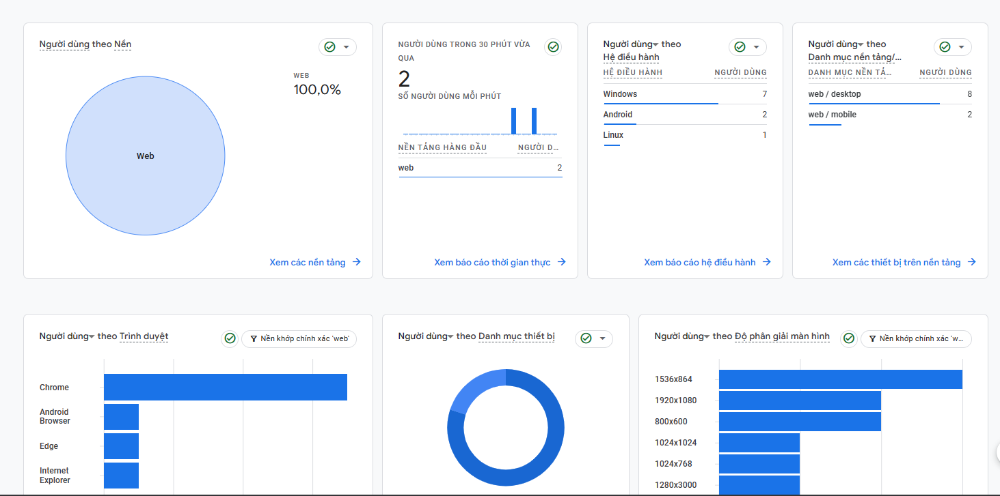 Người dùng theo Nền
WEB
100,0%
Web
Xem các nền tảng
NGƯỜI DÙNG TRONG 30 PHÚT VỪA
QUA
2
SỐ NGƯỜI DÙNG MỖI PHÚT
NỀN TẢNG HÀNG ĐẦU NGƯỜI D…
web 2
Xem báo cáo thời gian thực
Người dùng theo
Hệ điều hành
HỆ ĐIỀU HÀNH NGƯỜI DÙNG
Windows 7
Android 2
Linux 1
Xem báo cáo hệ điều hành
Người dùng theo
Danh mục nền tảng/…
DANH MỤC NỀN TẢ… NGƯỜI DÙNG
web / desktop 8
web / mobile 2
Xem các thiết bị trên nền tảng
Người dùng theo Trình duyệt
Nền khớp chính xác 'web'
Chrome
Android
Browser
Edge
Internet
Explorer
Người dùng theo Danh mục thiết bị
Người dùng theo Độ phân giải màn hình
Nền khớp chính xác 'w…
1536x864
1920x1080
800x600
1024x1024
1024x768
1280x3000